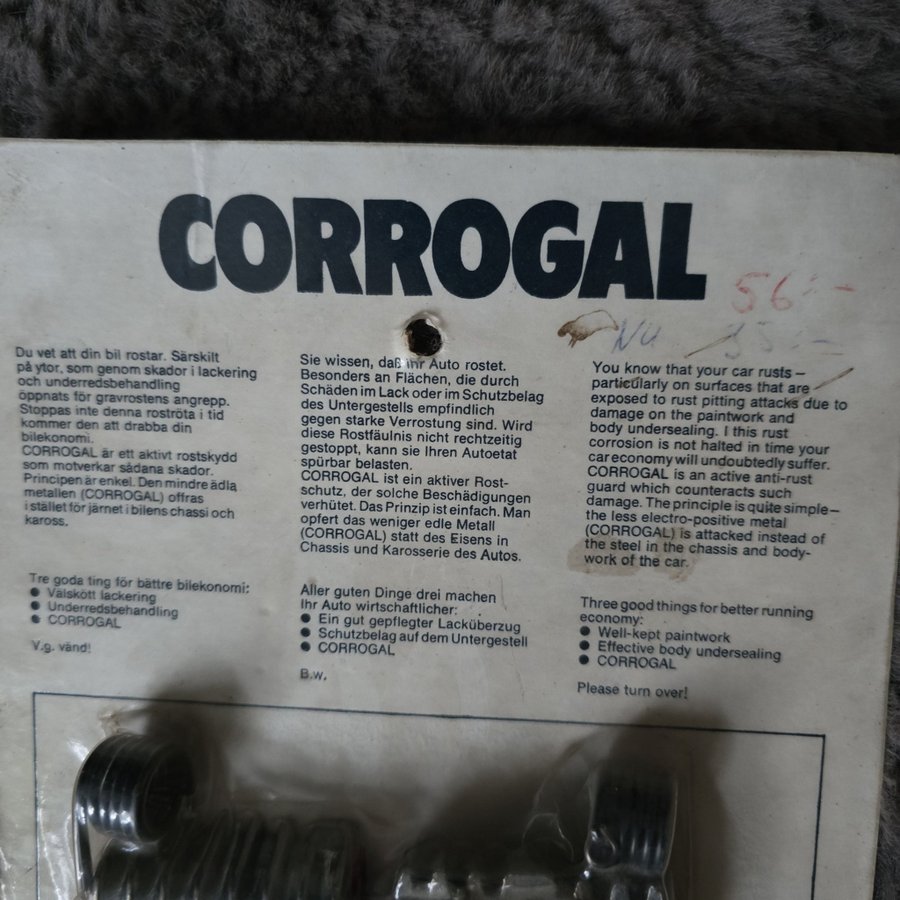 CORROGAL
56:-
NU 35:-
Du vet att din bil rostar. Särskilt
på ytor, som genom skador i lackering
och underredsbehandling
öppnats för gravrostens angrepp.
Stoppas inte denna roströta i tid
kommer den att drabba din
bilekonomi.
CORROGAL är ett aktivt rostskydd
som motverkar sådana skador.
Principen är enkel. Den mindre ädla
metallen (CORROGAL) offras
i stället för järnet i bilens chassi och
kaross.
Tre goda ting för bättre bilekonomi:
● Välskött lackering
● Underredsbehandling
● CORROGAL
V.g. vänd!
Sie wissen, daß Ihr Auto rostet.
Besonders an Flächen, die durch
Schäden im Lack oder im Schutzbelag
des Untergestells empfindlich
gegen starke Verrostung sind. Wird
diese Rostfäulnis nicht rechtzeitig
gestoppt, kann sie Ihren Autoetat
spürbar belasten.
CORROGAL ist ein aktiver Rost-
schutz, der solche Beschädigungen
verhütet. Das Prinzip ist einfach. Man
opfert das weniger edle Metall
(CORROGAL) statt des Eisens in
Chassis und Karosserie des Autos.
Aller guten Dinge drei machen
Ihr Auto wirtschaftlicher:
● Ein gut gepflegter Lacküberzug
● Schutzbelag auf dem Untergestell
● CORROGAL
B.w.
You know that your car rusts –
particularly on surfaces that are
exposed to rust pitting attacks due to
damage on the paintwork and
body undersealing. I this rust
corrosion is not halted in time your
car economy will undoubtedly suffer.
CORROGAL is an active anti-rust
guard which counteracts such
damage. The principle is quite simple –
the less electro-positive metal
(CORROGAL) is attacked instead of
the steel in the chassis and body-
work of the car.
Three good things for better running
economy:
● Well-kept paintwork
● Effective body undersealing
● CORROGAL
Please turn over!